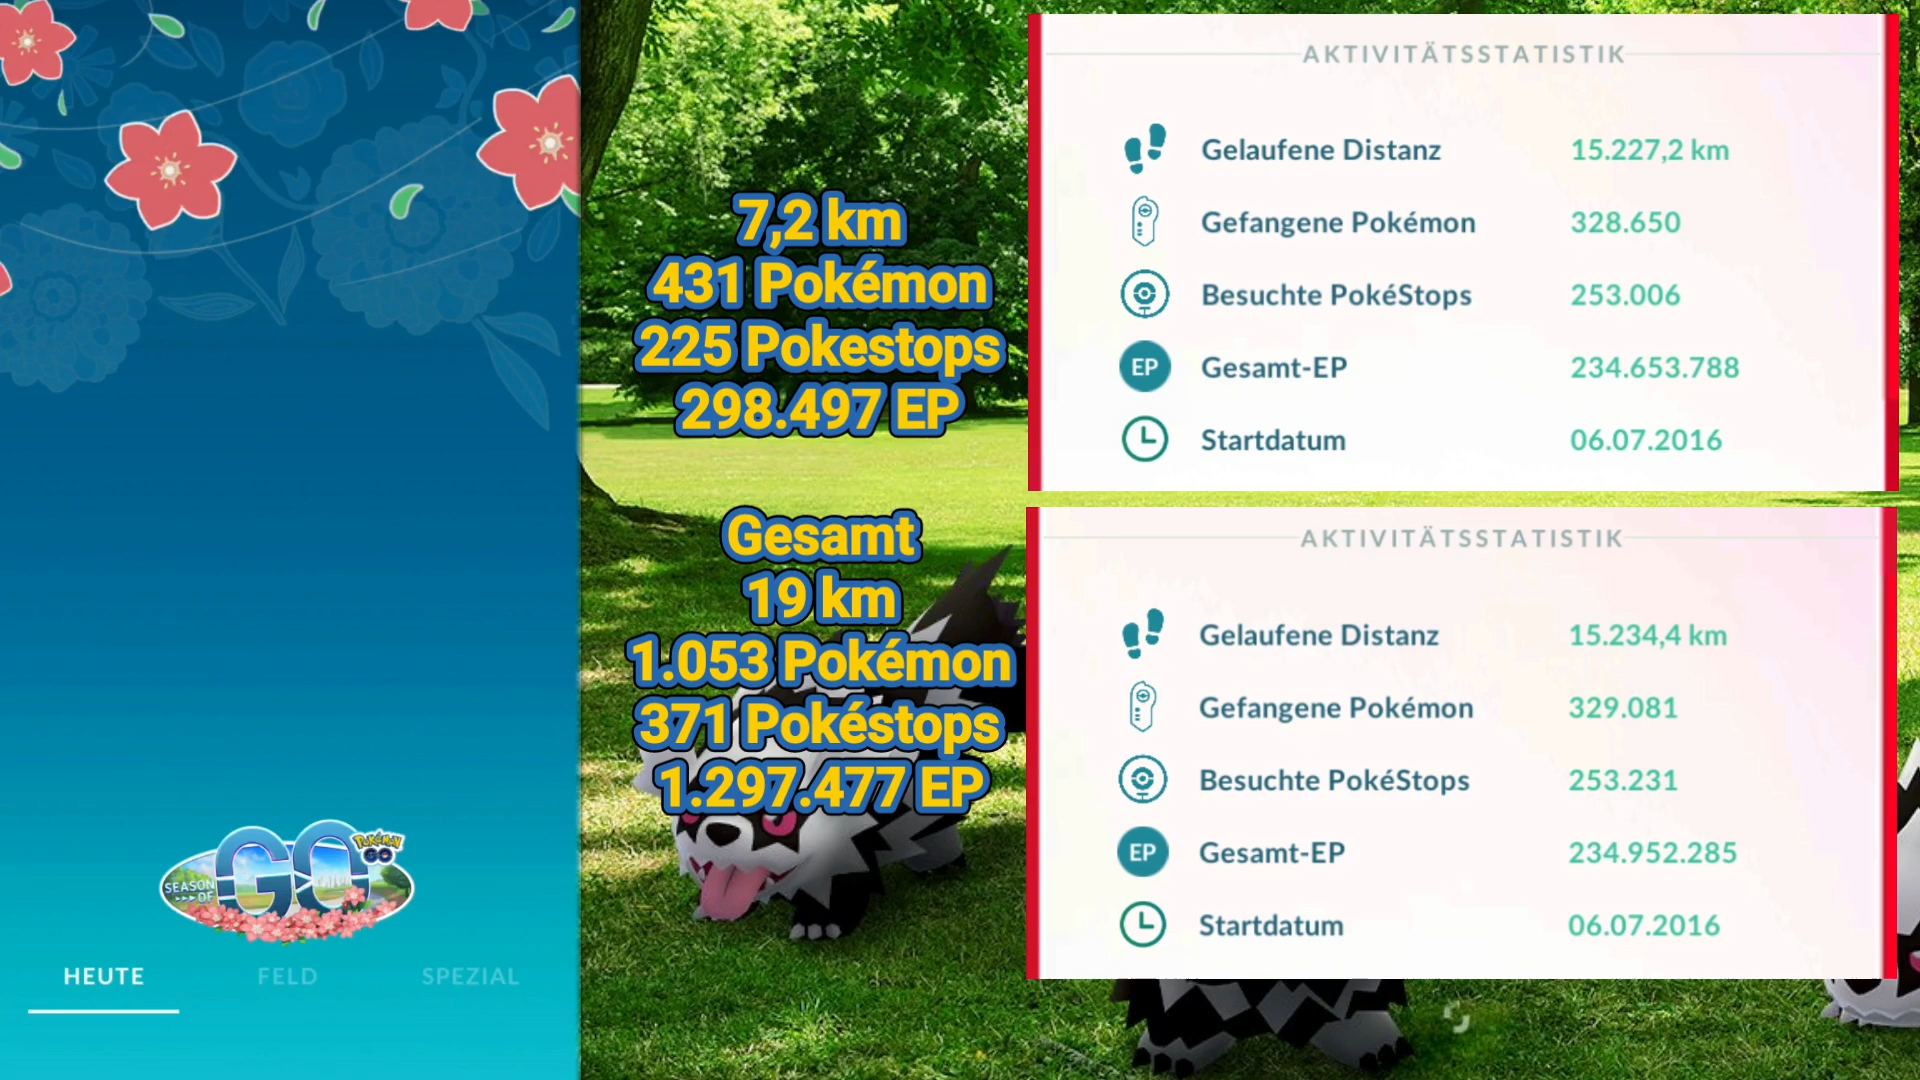 SEASON
OF
GO
POKÉMON
GO
HEUTE
FELD
SPEZIAL
7,2 km
431 Pokémon
225 Pokestops
298.497 EP
Gesamt
19 km
1.053 Pokémon
371 Pokéstops
1.297.477 EP
AKTIVITÄTSSTATISTIK
Gelaufene Distanz 15.227,2 km
Gefangene Pokémon 328.650
Besuchte PokéStops 253.006
EP Gesamt-EP 234.653.788
Startdatum 06.07.2016
AKTIVITÄTSSTATISTIK
Gelaufene Distanz 15.234,4 km
Gefangene Pokémon 329.081
Besuchte PokéStops 253.231
EP Gesamt-EP 234.952.285
Startdatum 06.07.2016